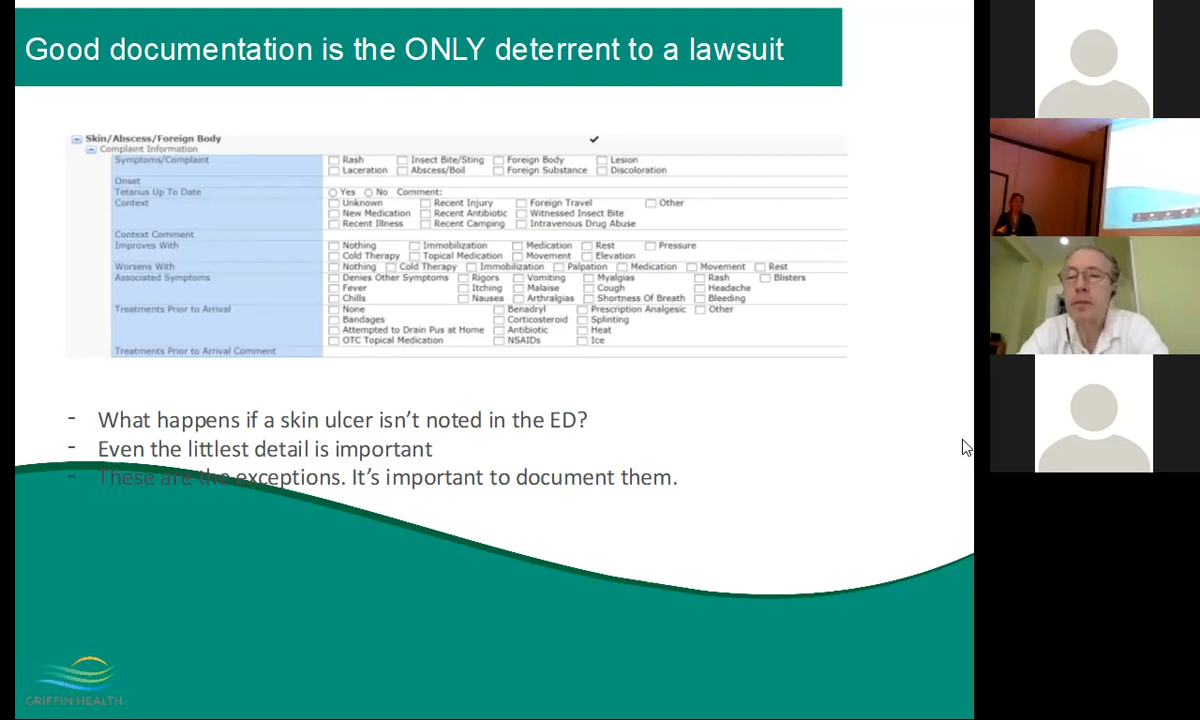 Good documentation is the ONLY deterrent to a lawsuit
Skin/Abscess/Foreign Body
Complaint Information
Symptoms/Complaint Rash Insect Bite/Sting Foreign Body Lesion
Laceration Abscess/Boil Foreign Substance Discoloration
Onset
Tetanus Up To Date Yes No Comment:
Context Unknown Recent Injury Foreign Travel Other
New Medication Recent Antibiotic Witnessed Insect Bite
Recent Illness Recent Camping Intravenous Drug Abuse
Context Comment
Improves With Nothing Immobilization Medication Rest Pressure
Cold Therapy Topical Medication Movement Elevation
Worsens With Nothing Cold Therapy Immobilization Palpation Medication Movement Rest
Associated Symptoms Denies Other Symptoms Rigors Vomiting Myalgias Rash Blisters
Fever Itching Malaise Cough Headache
Chills Nausea Arthralgias Shortness Of Breath Bleeding
Treatments Prior to Arrival None Benadryl Prescription Analgesic Other
Bandages Corticosteroid Splinting
Attempted to Drain Pus at Home Antibiotic Heat
OTC Topical Medication NSAIDs Ice
Treatments Prior to Arrival Comment
- What happens if a skin ulcer isn't noted in the ED?
- Even the littlest detail is important
- These are the exceptions. It's important to document them.
GRIFFIN HEALTH